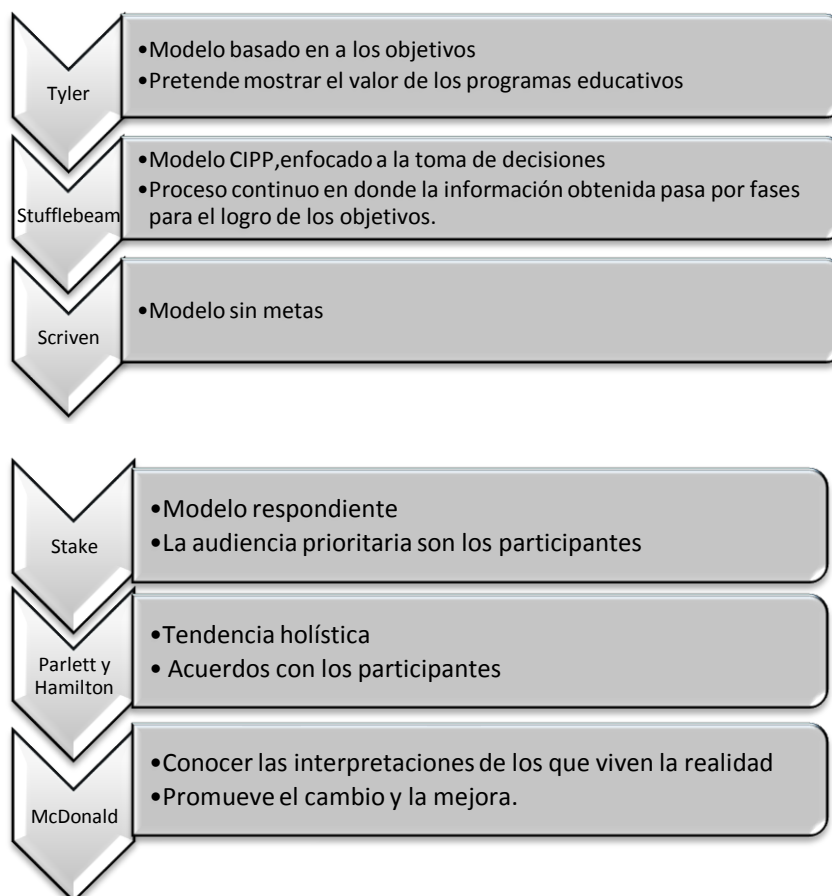 Tyler
•Modelo basado en a los objetivos
•Pretende mostrar el valor de los programas educativos
Stufflebeam
•Modelo CIPP,enfocado a la toma de decisiones
•Proceso continuo en donde la información obtenida pasa por fases
para el logro de los objetivos.
Scriven
•Modelo sin metas
Stake
•Modelo respondiente
•La audiencia prioritaria son los participantes
Parlett y
Hamilton
•Tendencia holística
• Acuerdos con los participantes
McDonald
•Conocer las interpretaciones de los que viven la realidad
•Promueve el cambio y la mejora.